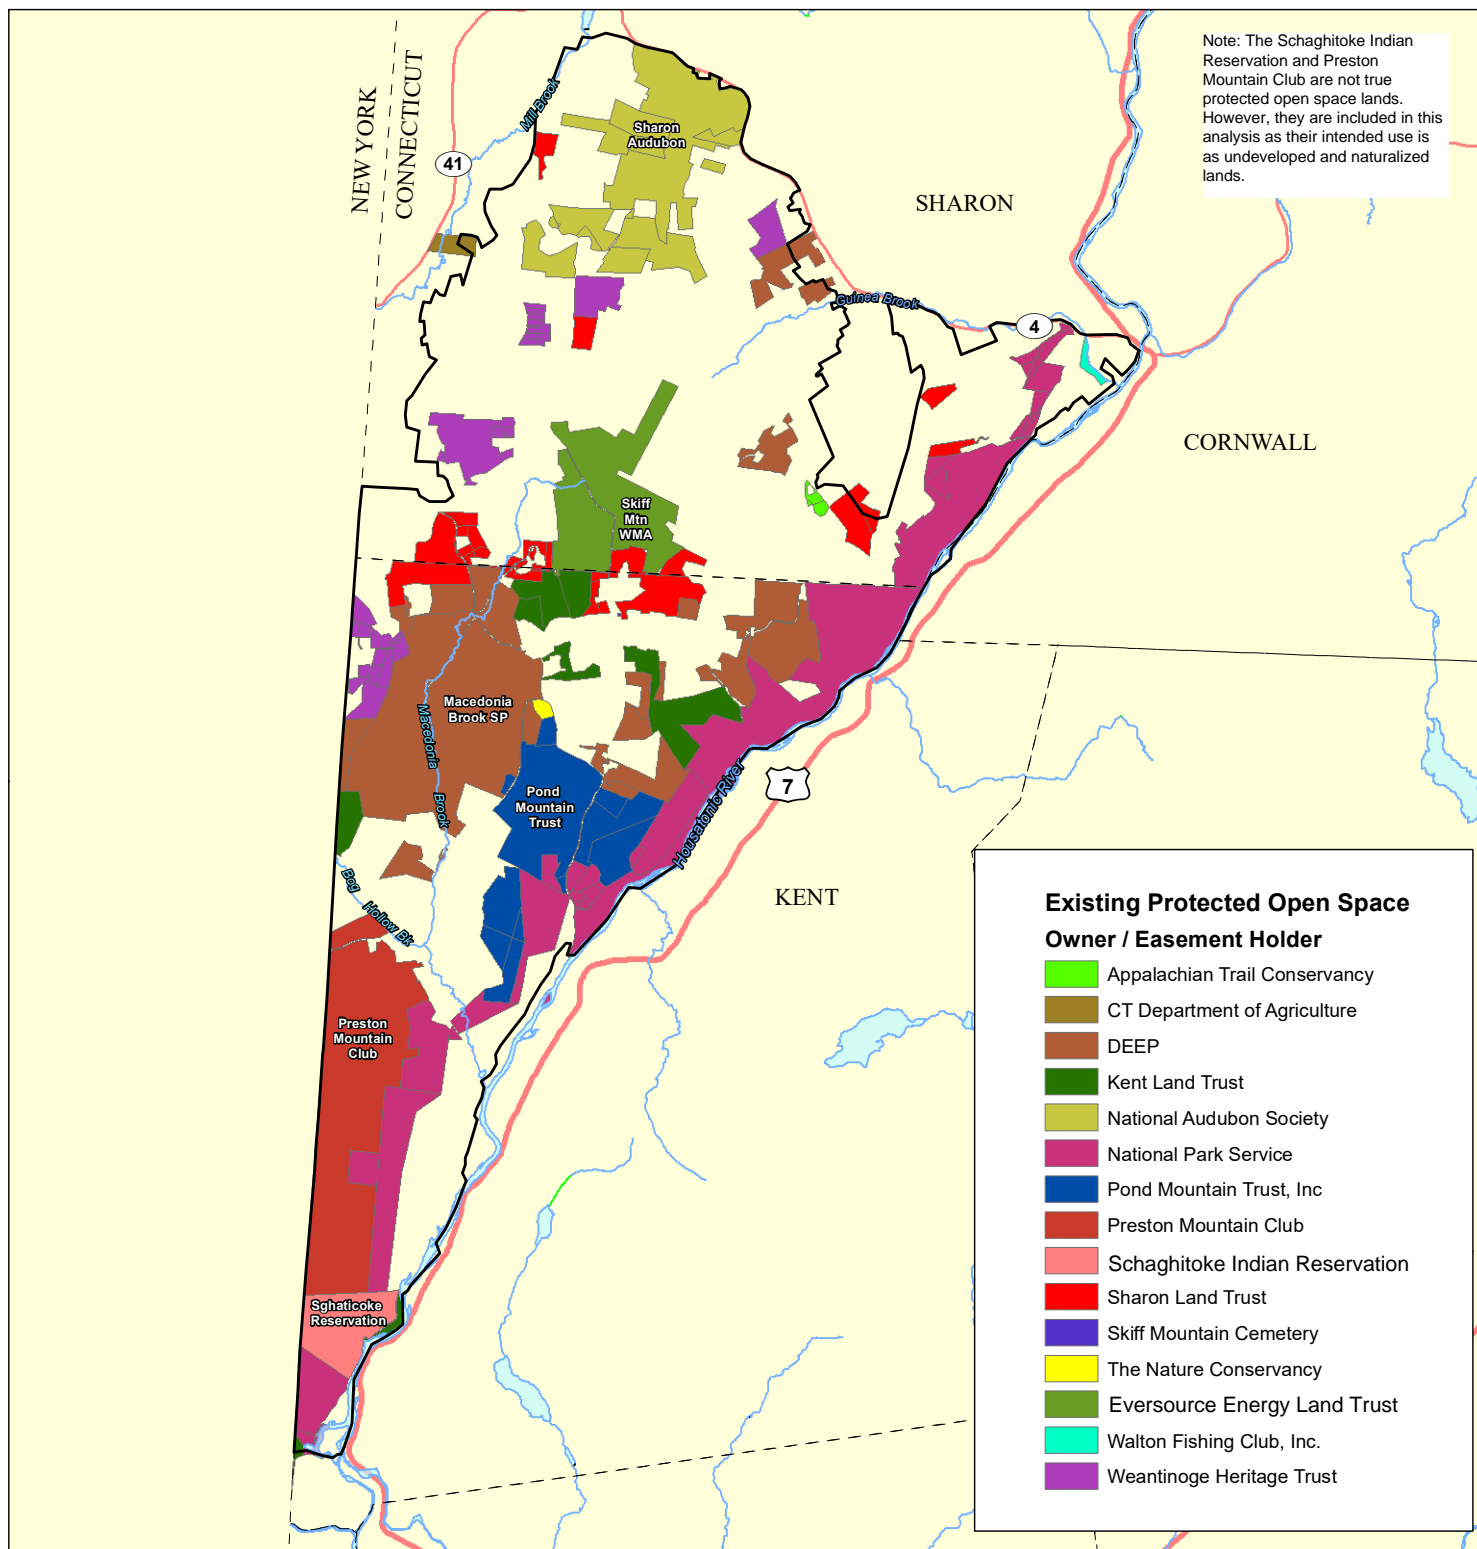 Note: The Schaghitoke Indian
Reservation and Preston
Mountain Club are not true
protected open space lands.
However, they are included in this
analysis as their intended use is
as undeveloped and naturalized
lands.
NEW YORK
CONNECTICUT
Mill Brook
41
Sharon
Audubon
SHARON
Guinea Brook
4
CORNWALL
Skiff
Mtn
WMA
Macedonia
Brook SP
Macedonia
Brook
Pond
Mountain
Trust
Housatonic River
7
KENT
Bog
Hollow Bk
Preston
Mountain
Club
Sghaticoke
Reservation
Existing Protected Open Space
Owner / Easement Holder
Appalachian Trail Conservancy
CT Department of Agriculture
DEEP
Kent Land Trust
National Audubon Society
National Park Service
Pond Mountain Trust, Inc
Preston Mountain Club
Schaghitoke Indian Reservation
Sharon Land Trust
Skiff Mountain Cemetery
The Nature Conservancy
Eversource Energy Land Trust
Walton Fishing Club, Inc.
Weantinoge Heritage Trust